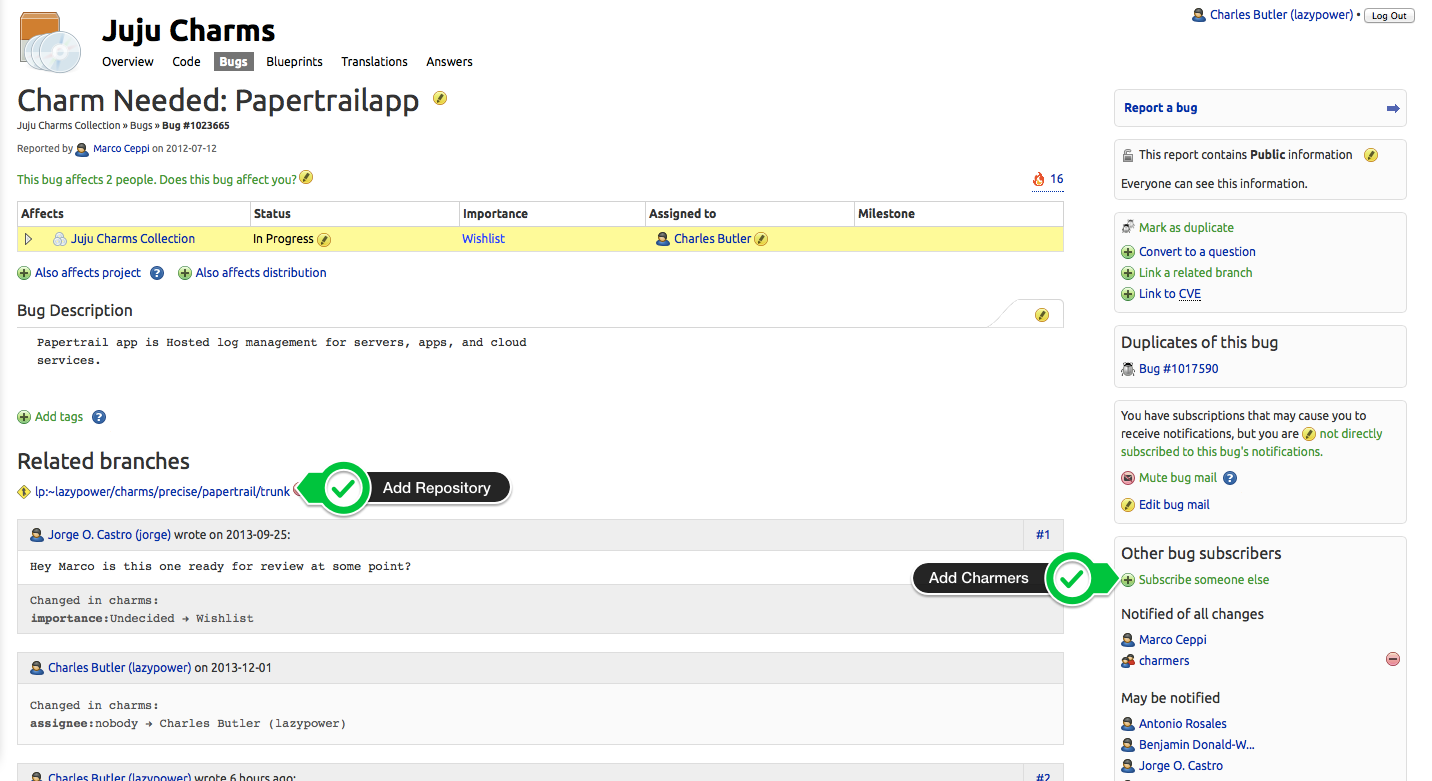 Charles Butler (lazypower) • Log Out
Juju Charms
Overview Code Bugs Blueprints Translations Answers
Charm Needed: Papertrailapp
Juju Charms Collection » Bugs » Bug #1023665
Reported by Marco Ceppi on 2012-07-12
This bug affects 2 people. Does this bug affect you?
16
Affects Status Importance Assigned to Milestone
Juju Charms Collection In Progress Wishlist Charles Butler
Also affects project ? Also affects distribution
Bug Description
Papertrail app is Hosted log management for servers, apps, and cloud
services.
Add tags ?
Related branches
lp:~lazypower/charms/precise/papertrail/trunk
Add Repository
Jorge O. Castro (jorge) wrote on 2013-09-25: #1
Hey Marco is this one ready for review at some point?
Changed in charms:
importance:Undecided → Wishlist
Charles Butler (lazypower) on 2013-12-01
Changed in charms:
assignee:nobody → Charles Butler (lazypower)
Charles Butler (lazypower) wrote 6 hours ago: #2
Report a bug
This report contains Public information
Everyone can see this information.
Mark as duplicate
Convert to a question
Link a related branch
Link to CVE
Duplicates of this bug
Bug #1017590
You have subscriptions that may cause you to
receive notifications, but you are not directly
subscribed to this bug's notifications.
Mute bug mail ?
Edit bug mail
Other bug subscribers
Add Charmers
Subscribe someone else
Notified of all changes
Marco Ceppi
charmers
May be notified
Antonio Rosales
Benjamin Donald-W...
Jorge O. Castro